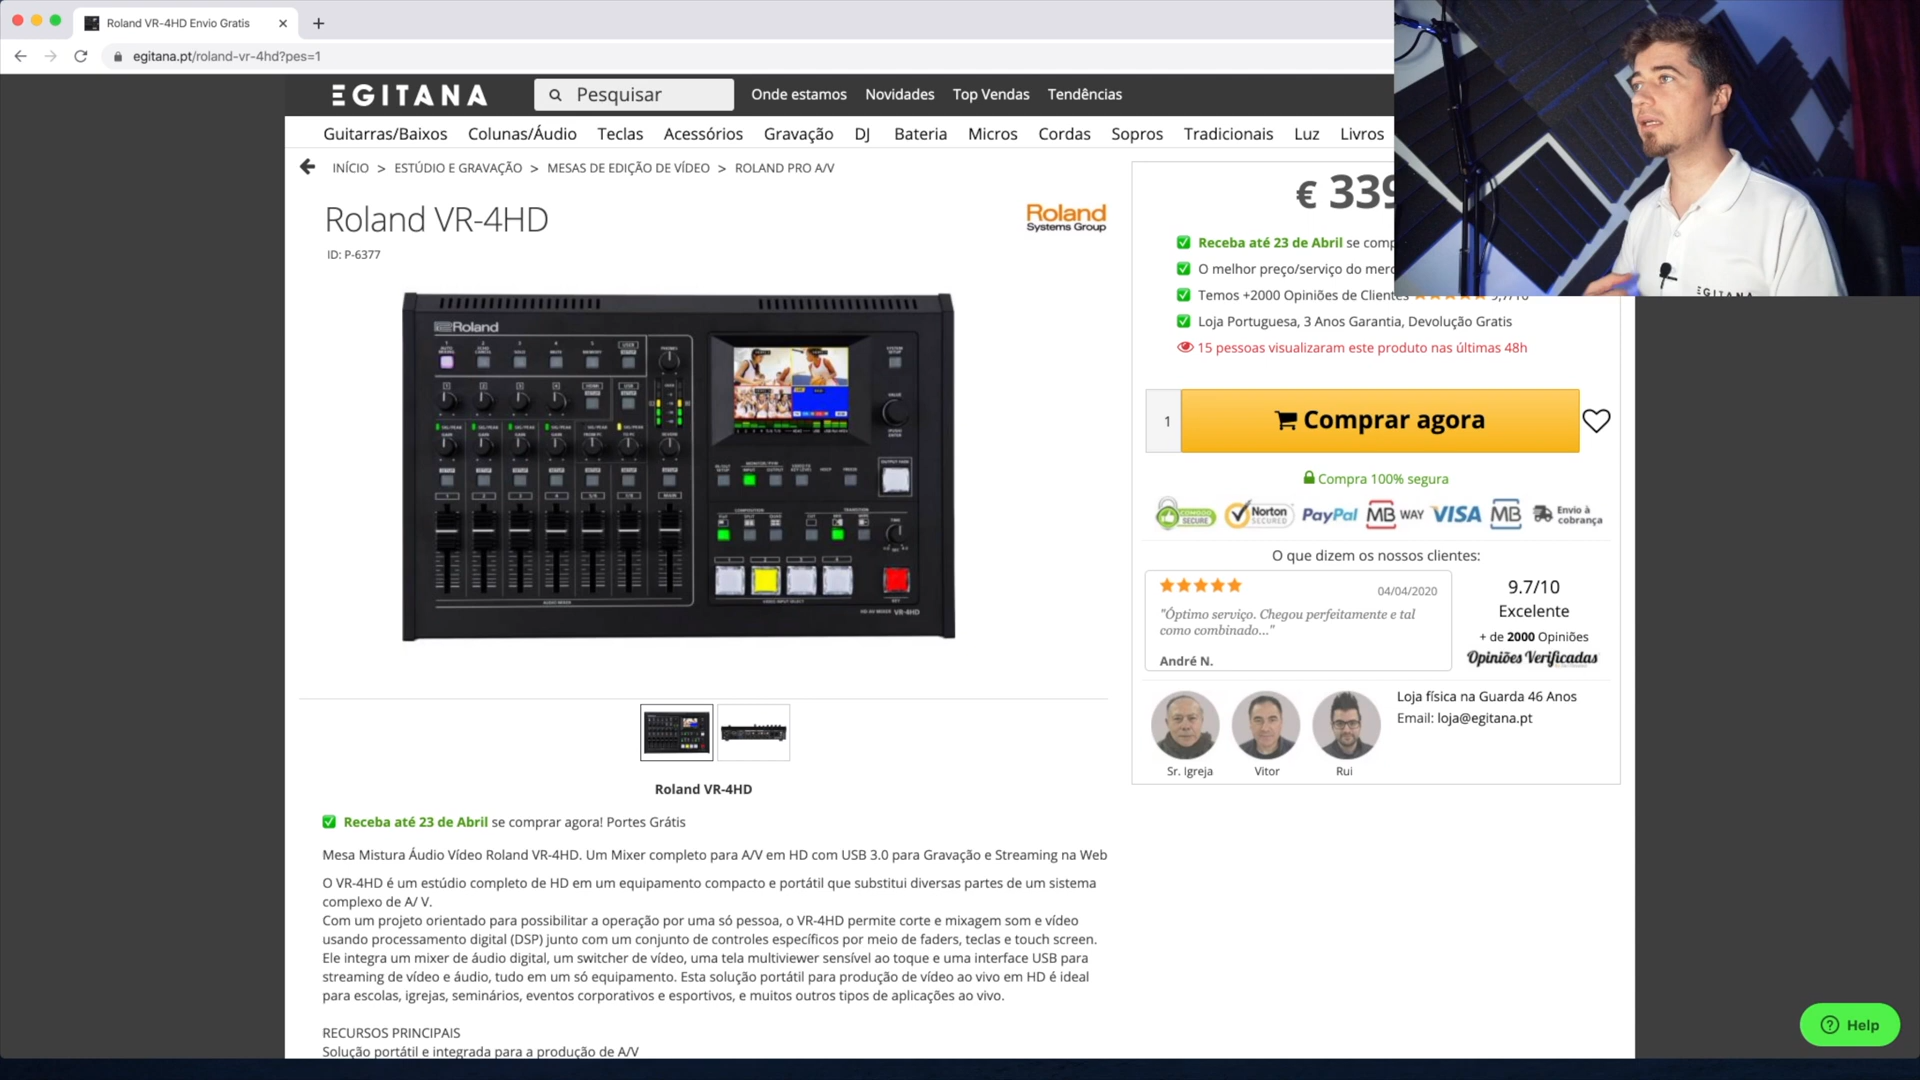 Roland VR-4HD Envio Gratis
egitana.pt/roland-vr-4hd?pes=1
EGITANA
Pesquisar
Onde estamos Novidades Top Vendas Tendências
Guitarras/Baixos Colunas/Áudio Teclas Acessórios Gravação DJ Bateria Micros Cordas Sopros Tradicionais Luz Livros
INÍCIO > ESTÚDIO E GRAVAÇÃO > MESAS DE EDIÇÃO DE VÍDEO > ROLAND PRO A/V
Roland VR-4HD
ID: P-6377
Roland
Systems Group
Roland
VR-4HD
€ 339
Receba até 23 de Abril se comp
O melhor preço/serviço do merc
Temos +2000 Opiniões de Clientes 9,7/10
Loja Portuguesa, 3 Anos Garantia, Devolução Gratis
15 pessoas visualizaram este produto nas últimas 48h
EGITANA
1
Comprar agora
Compra 100% segura
COMODO SECURE Norton SECURED PayPal MB WAY VISA MB Envio à cobrança
O que dizem os nossos clientes:
04/04/2020
"Óptimo serviço. Chegou perfeitamente e tal
como combinado..."
André N.
9.7/10
Excelente
+ de 2000 Opiniões
Opiniões Verificadas
Loja física na Guarda 46 Anos
Email: loja@egitana.pt
Sr. Igreja Vitor Rui
Roland VR-4HD
Receba até 23 de Abril se comprar agora! Portes Grátis
Mesa Mistura Áudio Vídeo Roland VR-4HD. Um Mixer completo para A/V em HD com USB 3.0 para Gravação e Streaming na Web
O VR-4HD é um estúdio completo de HD em um equipamento compacto e portátil que substitui diversas partes de um sistema
complexo de A/ V.
Com um projeto orientado para possibilitar a operação por uma só pessoa, o VR-4HD permite corte e mixagem som e vídeo
usando processamento digital (DSP) junto com um conjunto de controles específicos por meio de faders, teclas e touch screen.
Ele integra um mixer de áudio digital, um switcher de vídeo, uma tela multiviewer sensível ao toque e uma interface USB para
streaming de vídeo e áudio, tudo em um só equipamento. Esta solução portátil para produção de vídeo ao vivo em HD é ideal
para escolas, igrejas, seminários, eventos corporativos e esportivos, e muitos outros tipos de aplicações ao vivo.
RECURSOS PRINCIPAIS
Solução portátil e integrada para a produção de A/V
Help